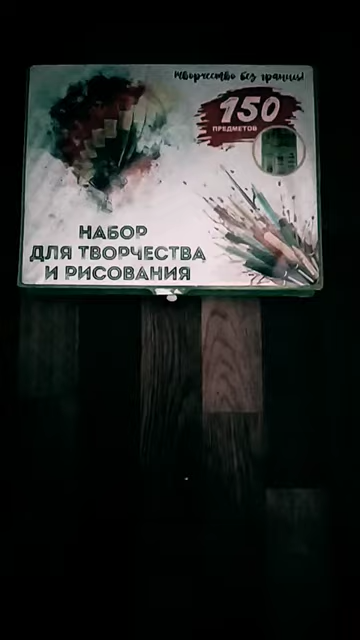 Творчество без границ!
150
ПРЕДМЕТОВ
НАБОР
ДЛЯ ТВОРЧЕСТВА
И РИСОВАНИЯ